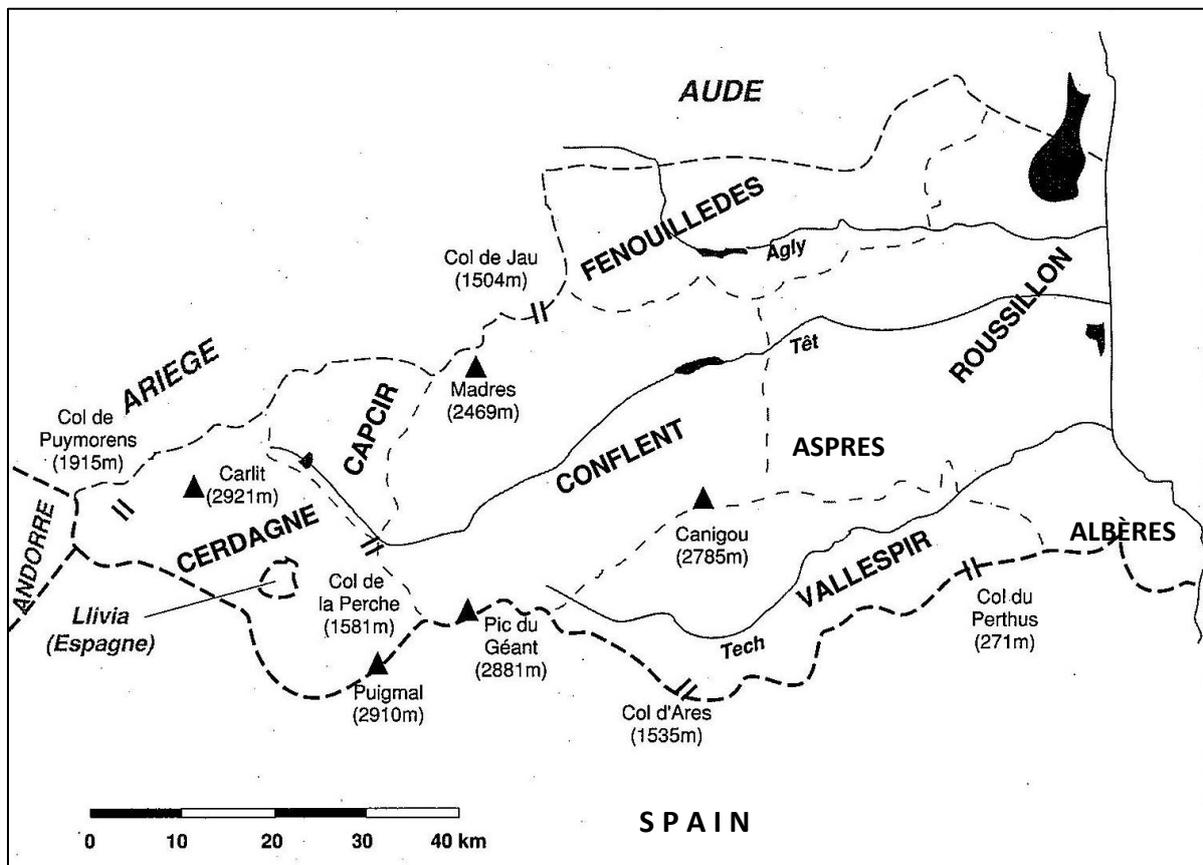 AUDE
FENOUILLEDES
Agly
Col de Jau
(1504m)
ROUSSILLON
Têt
ARIEGE
Madres
(2469m)
CAPCIR
Col de
Puymorens
(1915m)
Carlit
(2921m)
CONFLENT
ASPRES
CERDAGNE
Canigou
(2785m)
ALBÈRES
ANDORRE
VALLESPIR
Llivia
(Espagne)
Col de
la Perche
(1581m)
Pic du
Géant
(2881m)
Tech
Col du
Perthus
(271m)
Puigmal
(2910m)
Col d'Ares
(1535m)
0 10 20 30 40 km
SPAIN